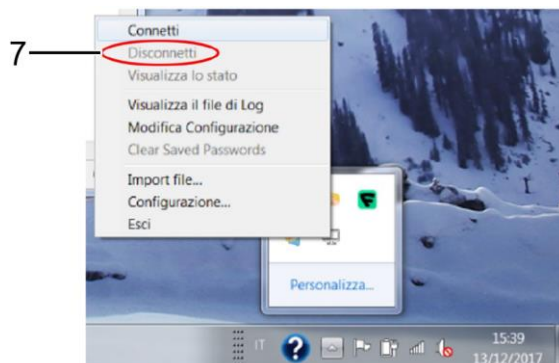 7
Connetti
Disconnetti
Visualizza lo stato
Visualizza il file di Log
Modifica Configurazione
Clear Saved Passwords
Import file...
Configurazione...
Esci
Personalizza...
IT
?
15:39
13/12/2017